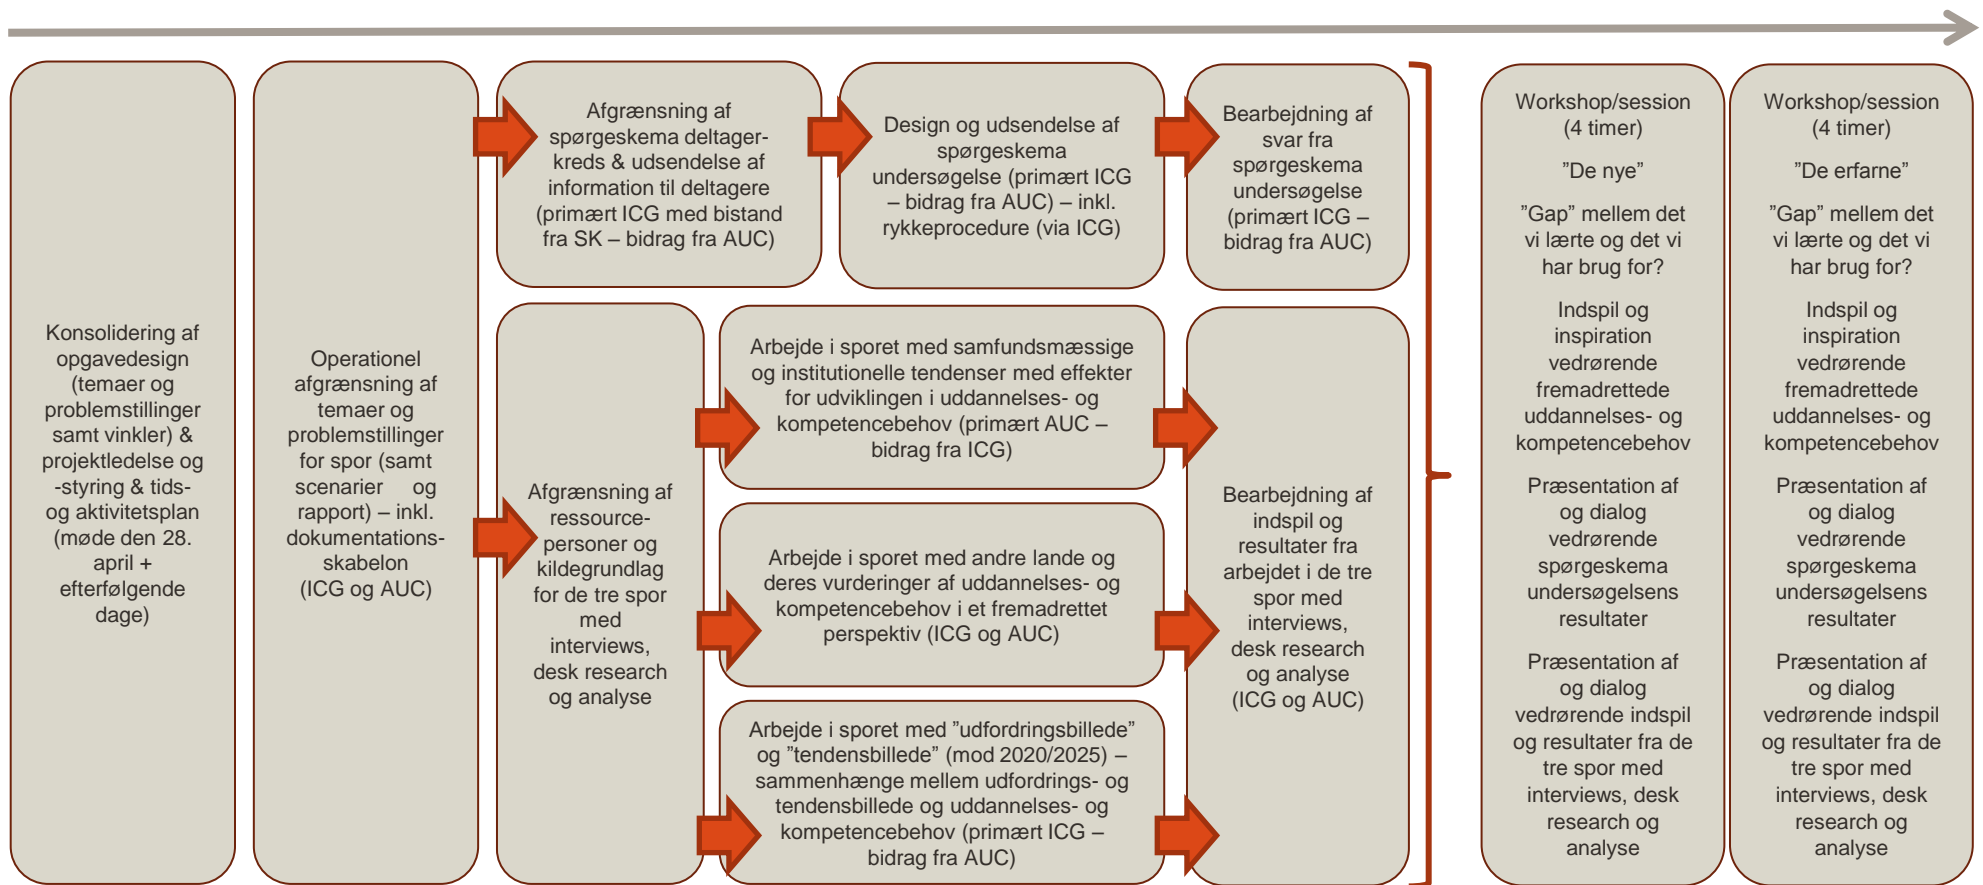 Konsolidering af
opgavedesign
(temaer og
problemstillinger
samt vinkler) &
projektledelse og
-styring & tids-
og aktivitetsplan
(møde den 28.
april +
efterfølgende
dage)
Operationel
afgrænsning af
temaer og
problemstillinger
for spor (samt
scenarier og
rapport) – inkl.
dokumentations-
skabelon
(ICG og AUC)
Afgrænsning af
spørgeskema deltager-
kreds & udsendelse af
information til deltagere
(primært ICG med bistand
fra SK – bidrag fra AUC)
Design og udsendelse af
spørgeskema
undersøgelse (primært ICG
– bidrag fra AUC) – inkl.
rykkeprocedure (via ICG)
Bearbejdning af
svar fra
spørgeskema
undersøgelse
(primært ICG –
bidrag fra AUC)
Afgrænsning af
ressource-
personer og
kildegrundlag
for de tre spor
med
interviews,
desk research
og analyse
Arbejde i sporet med samfundsmæssige
og institutionelle tendenser med effekter
for udviklingen i uddannelses- og
kompetencebehov (primært AUC –
bidrag fra ICG)
Arbejde i sporet med andre lande og
deres vurderinger af uddannelses- og
kompetencebehov i et fremadrettet
perspektiv (ICG og AUC)
Arbejde i sporet med ”udfordringsbillede”
og ”tendensbillede” (mod 2020/2025) –
sammenhænge mellem udfordrings- og
tendensbillede og uddannelses- og
kompetencebehov (primært ICG –
bidrag fra AUC)
Bearbejdning af
indspil og
resultater fra
arbejdet i de tre
spor med
interviews,
desk research
og analyse
(ICG og AUC)
Workshop/session
(4 timer)
”De nye”
”Gap” mellem det
vi lærte og det vi
har brug for?
Indspil og
inspiration
vedrørende
fremadrettede
uddannelses- og
kompetencebehov
Præsentation af
og dialog
vedrørende
spørgeskema
undersøgelsens
resultater
Præsentation af
og dialog
vedrørende indspil
og resultater fra de
tre spor med
interviews, desk
research og
analyse
Workshop/session
(4 timer)
”De erfarne”
”Gap” mellem det
vi lærte og det vi
har brug for?
Indspil og
inspiration
vedrørende
fremadrettede
uddannelses- og
kompetencebehov
Præsentation af
og dialog
vedrørende
spørgeskema
undersøgelsens
resultater
Præsentation af
og dialog
vedrørende indspil
og resultater fra de
tre spor med
interviews, desk
research og
analyse